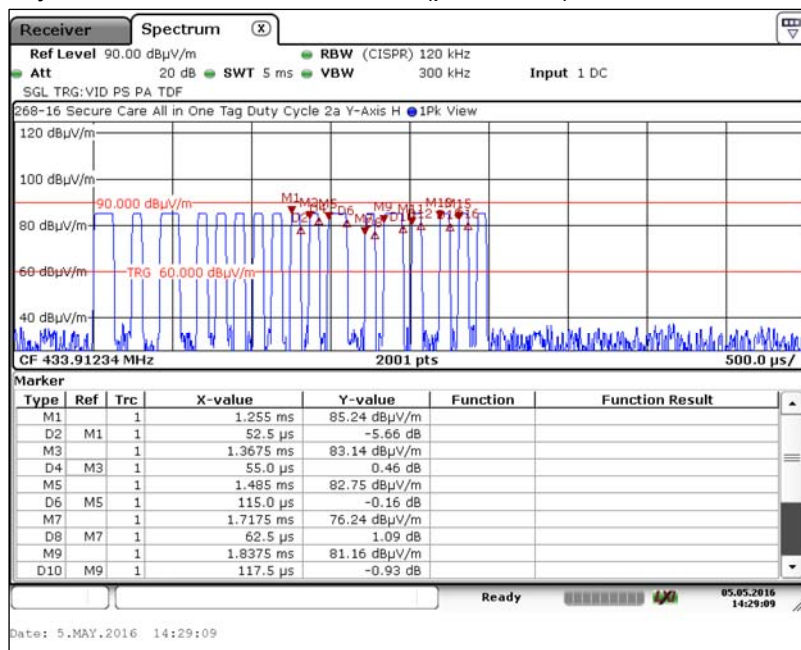 Receiver Spectrum X
Ref Level 90.00 dBµV/m RBW (CISPR) 120 kHz
Att 20 dB SWT 5 ms VBW 300 kHz Input 1 DC
SGL TRG:VID PS PA TDF
268-16 Secure Care All in One Tag Duty Cycle 2a Y-Axis H 1Pk View
120 dBµV/m
100 dBµV/m
90.000 dBµV/m
80 dBµV/m
60 dBµV/m
TRG 60.000 dBµV/m
40 dBµV/m
CF 433.91234 MHz 2001 pts 500.0 µs/
Marker
Type Ref Trc X-value Y-value Function Function Result
M1 1 1.255 ms 85.24 dBµV/m
D2 M1 1 52.5 µs -5.66 dB
M3 1 1.3675 ms 83.14 dBµV/m
D4 M3 1 55.0 µs 0.46 dB
M5 1 1.485 ms 82.75 dBµV/m
D6 M5 1 115.0 µs -0.16 dB
M7 1 1.7175 ms 76.24 dBµV/m
D8 M7 1 62.5 µs 1.09 dB
M9 1 1.8375 ms 81.16 dBµV/m
D10 M9 1 117.5 µs -0.93 dB
Ready LXI 05.05.2016
14:29:09
Date: 5.MAY.2016 14:29:09